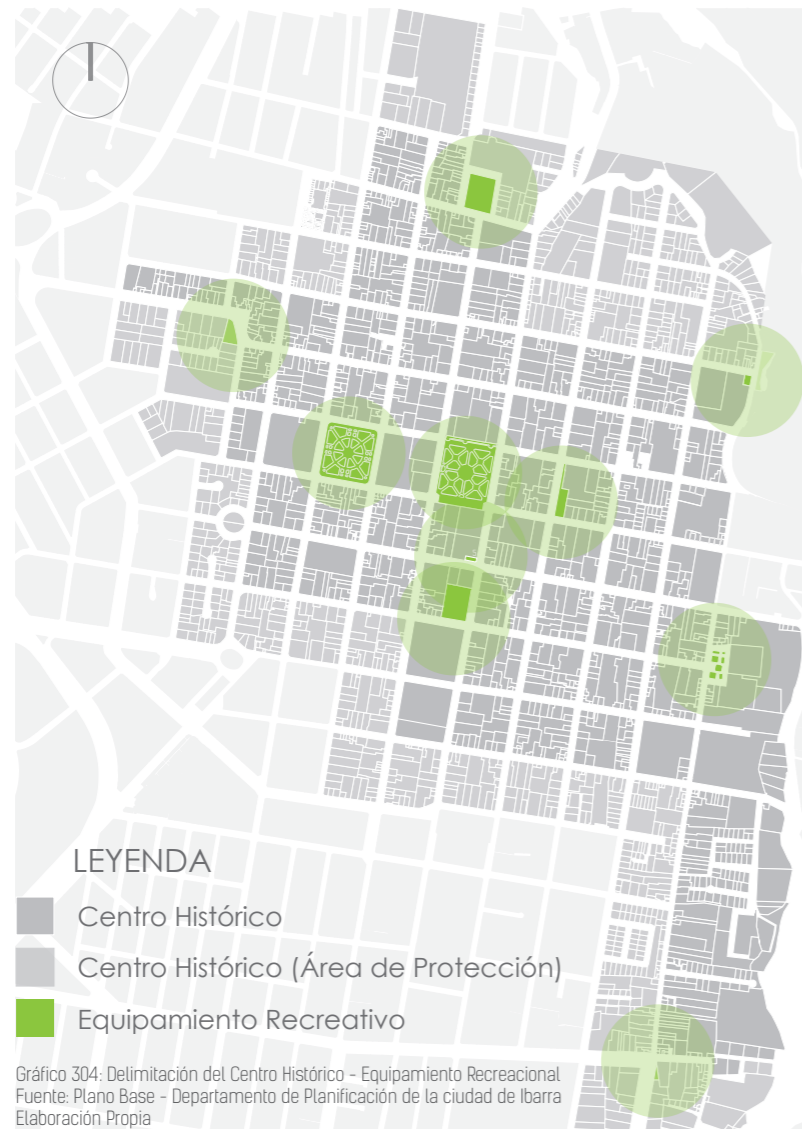 LEYENDA
Centro Histórico
Centro Histórico (Área de Protección)
Equipamiento Recreativo
Gráfico 304: Delimitación del Centro Histórico - Equipamiento Recreacional
Fuente: Plano Base - Departamento de Planificación de la ciudad de Ibarra
Elaboración Propia